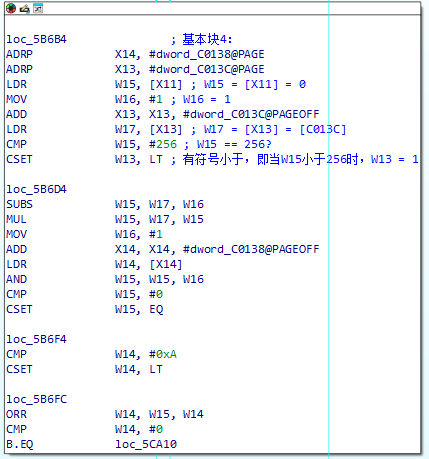 loc_5B6B4 ; 基本块4:
ADRP X14, #dword_C0138@PAGE
ADRP X13, #dword_C013C@PAGE
LDR W15, [X11] ; W15 = [X11] = 0
MOV W16, #1 ; W16 = 1
ADD X13, X13, #dword_C013C@PAGEOFF
LDR W17, [X13] ; W17 = [X13] = [C013C]
CMP W15, #256 ; W15 == 256?
CSET W13, LT ; 有符号小于，即当W15小于256时，W13 = 1
loc_5B6D4
SUBS W15, W17, W16
MUL W15, W17, W15
MOV W16, #1
ADD X14, X14, #dword_C0138@PAGEOFF
LDR W14, [X14]
AND W15, W15, W16
CMP W15, #0
CSET W15, EQ
loc_5B6F4
CMP W14, #0xA
CSET W14, LT
loc_5B6FC
ORR W14, W15, W14
CMP W14, #0
B.EQ loc_5CA10